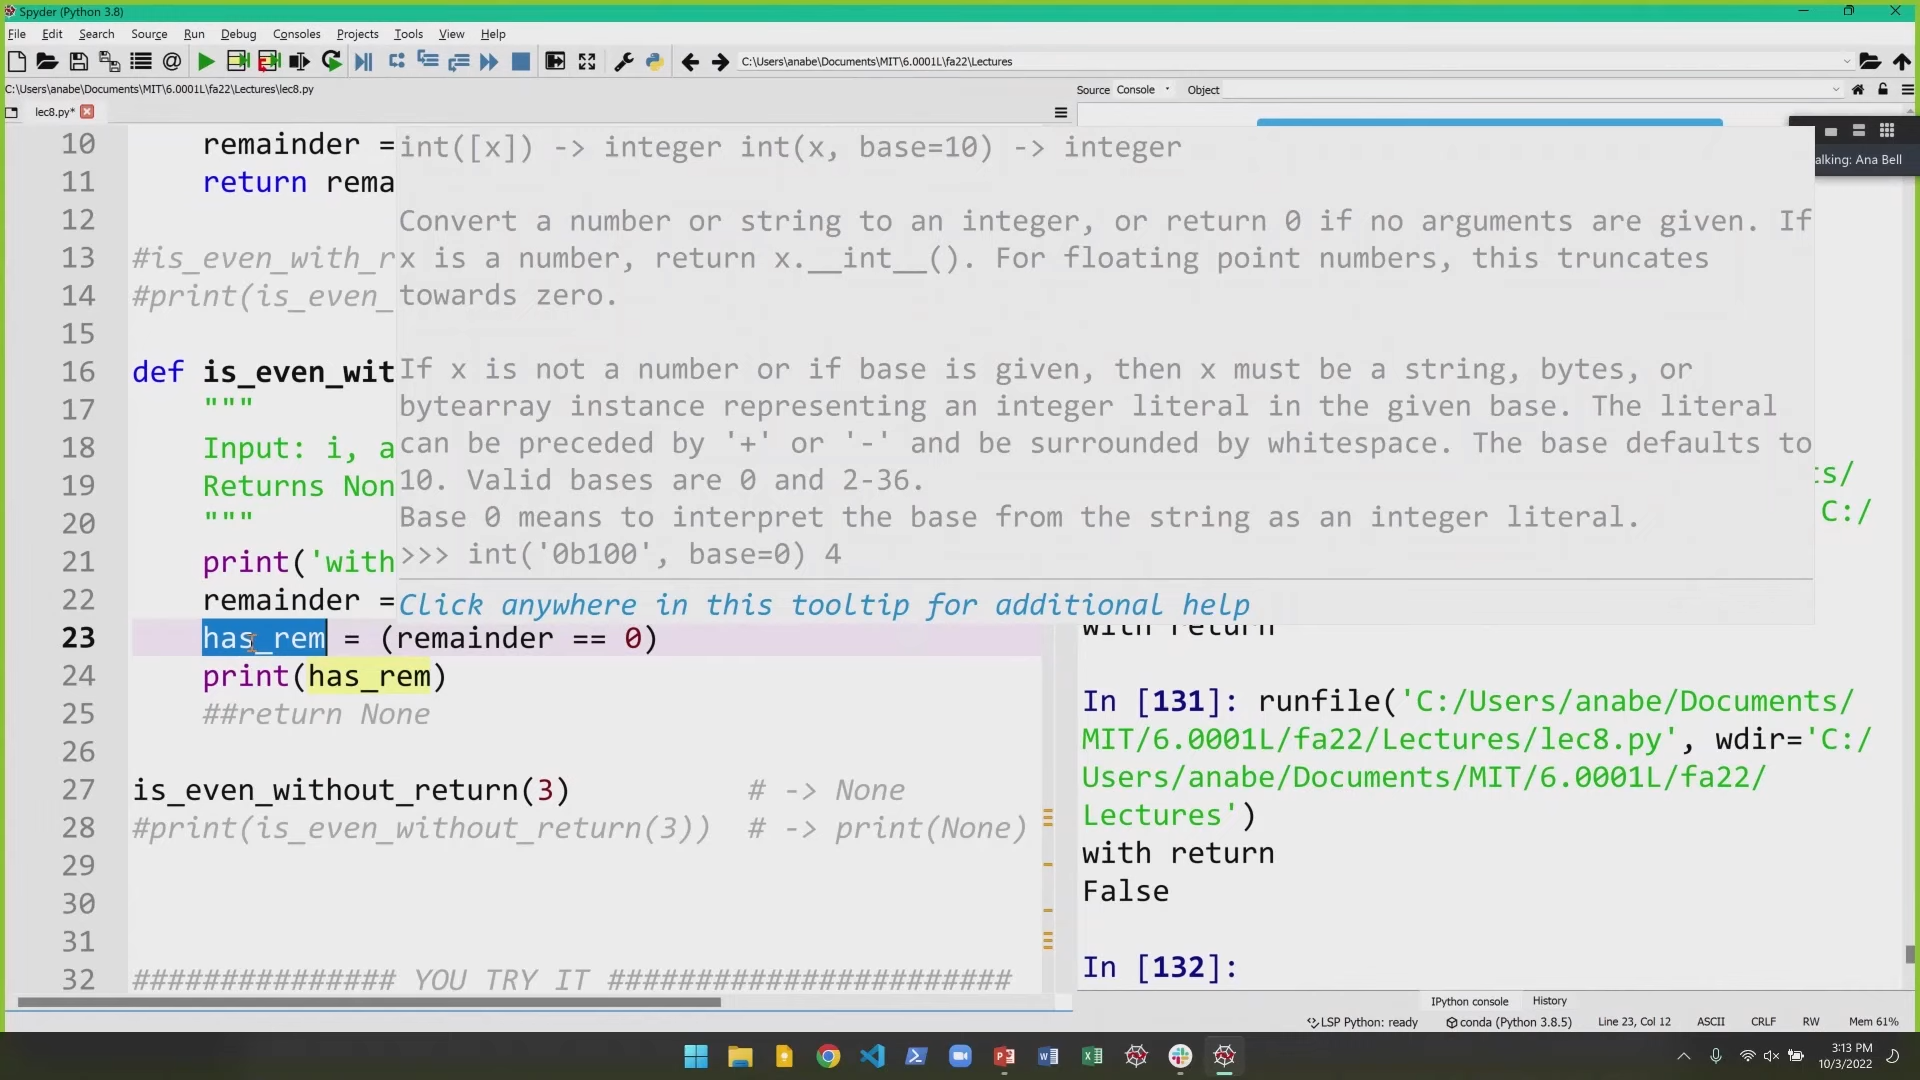 Spyder (Python 3.8)
File Edit Search Source Run Debug Consoles Projects Tools View Help
C:\Users\anabe\Documents\MIT\6.0001L\fa22\Lectures
C:\Users\anabe\Documents\MIT\6.0001L\fa22\Lectures\lec8.py
Source Console Object
lec8.py*
alking: Ana Bell
10 remainder =
11 return rema
12
13 #is_even_with_r
14 #print(is_even_
15
16 def is_even_wit
17 """
18 Input: i, a
19 Returns Non
20 """
21 print('with
22 remainder =
23 has_rem = (remainder == 0)
24 print(has_rem)
25 ##return None
26
27 is_even_without_return(3) # -> None
28 #print(is_even_without_return(3)) # -> print(None)
29
30
31
32 ############### YOU TRY IT #######################
int([x]) -> integer int(x, base=10) -> integer
Convert a number or string to an integer, or return 0 if no arguments are given. If
x is a number, return x.__int__(). For floating point numbers, this truncates
towards zero.
If x is not a number or if base is given, then x must be a string, bytes, or
bytearray instance representing an integer literal in the given base. The literal
can be preceded by '+' or '-' and be surrounded by whitespace. The base defaults to
10. Valid bases are 0 and 2-36.
Base 0 means to interpret the base from the string as an integer literal.
>>> int('0b100', base=0) 4
Click anywhere in this tooltip for additional help
ts/
C:/
with return
In [131]: runfile('C:/Users/anabe/Documents/
MIT/6.0001L/fa22/Lectures/lec8.py', wdir='C:/
Users/anabe/Documents/MIT/6.0001L/fa22/
Lectures')
with return
False
In [132]:
IPython console History
LSP Python: ready conda (Python 3.8.5) Line 23, Col 12 ASCII CRLF RW Mem 61%
3:13 PM
10/3/2022